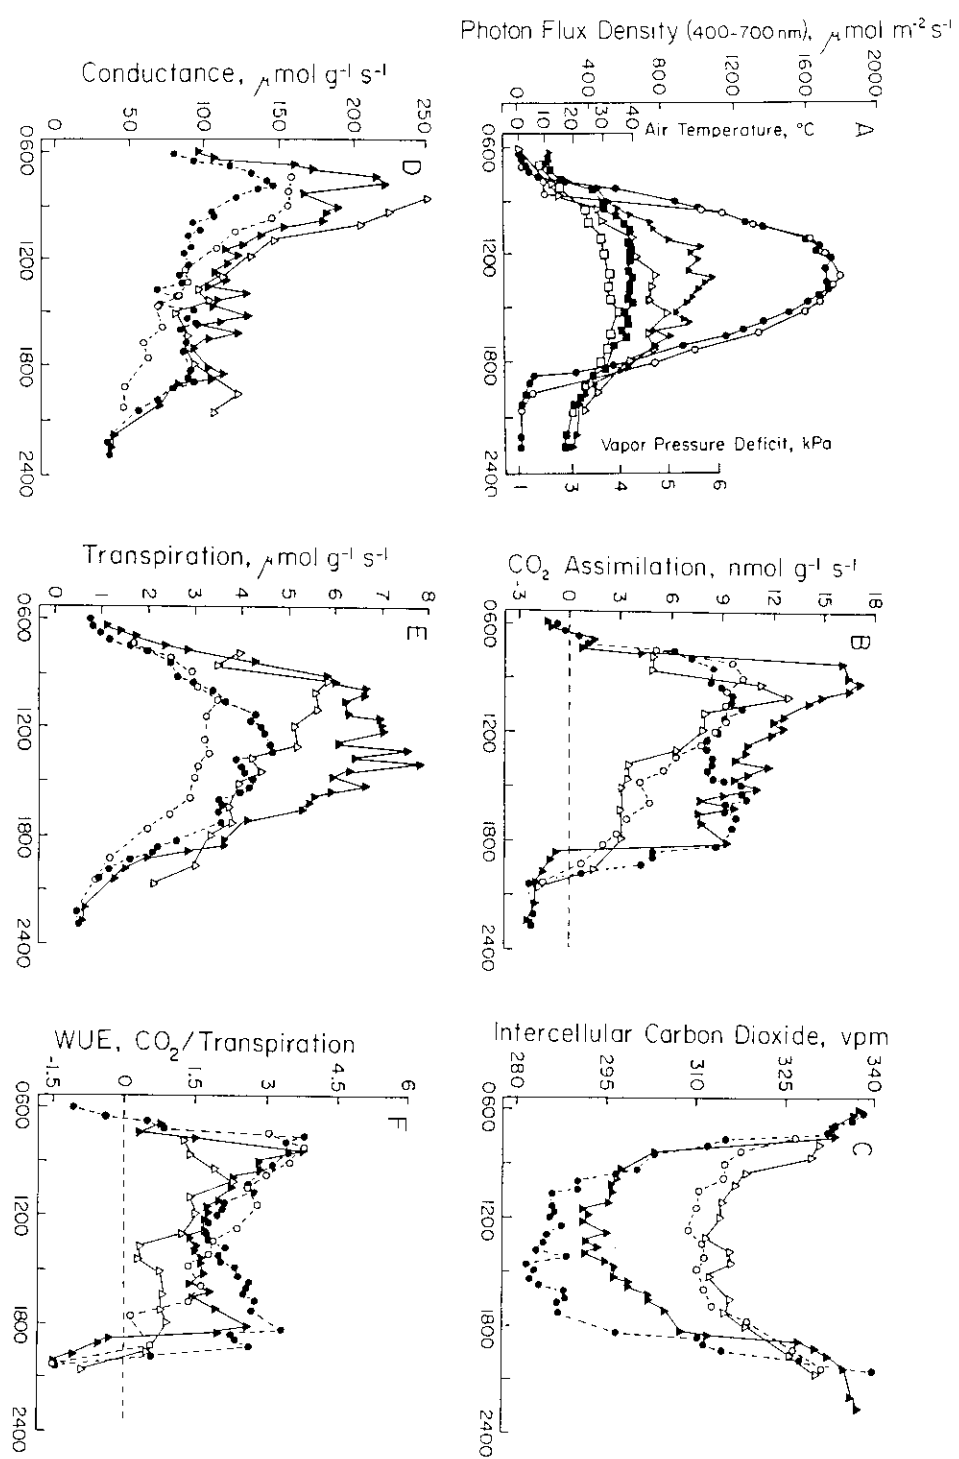 Photon Flux Density (400-700nm), μmol m⁻² s⁻¹
0 400 800 1200 1600 2000
0 10 20 30 40
Air Temperature, °C
A
0600
1200
1800
2400
Vapor Pressure Deficit, kPa
1 3 4 5 6
Conductance, μmol g⁻¹ s⁻¹
0 50 100 150 200 250
D
0600
1200
1800
2400
CO₂ Assimilation, nmol g⁻¹ s⁻¹
-3 0 3 6 9 12 15 18
B
0600
1200
1800
2400
Transpiration, μmol g⁻¹ s⁻¹
0 1 2 3 4 5 6 7 8
E
0600
1200
1800
2400
Intercellular Carbon Dioxide, vpm
280 295 310 325 340
C
0600
1200
1800
2400
WUE, CO₂/Transpiration
-1.5 0 1.5 3 4.5 6
F
0600
1200
1800
2400